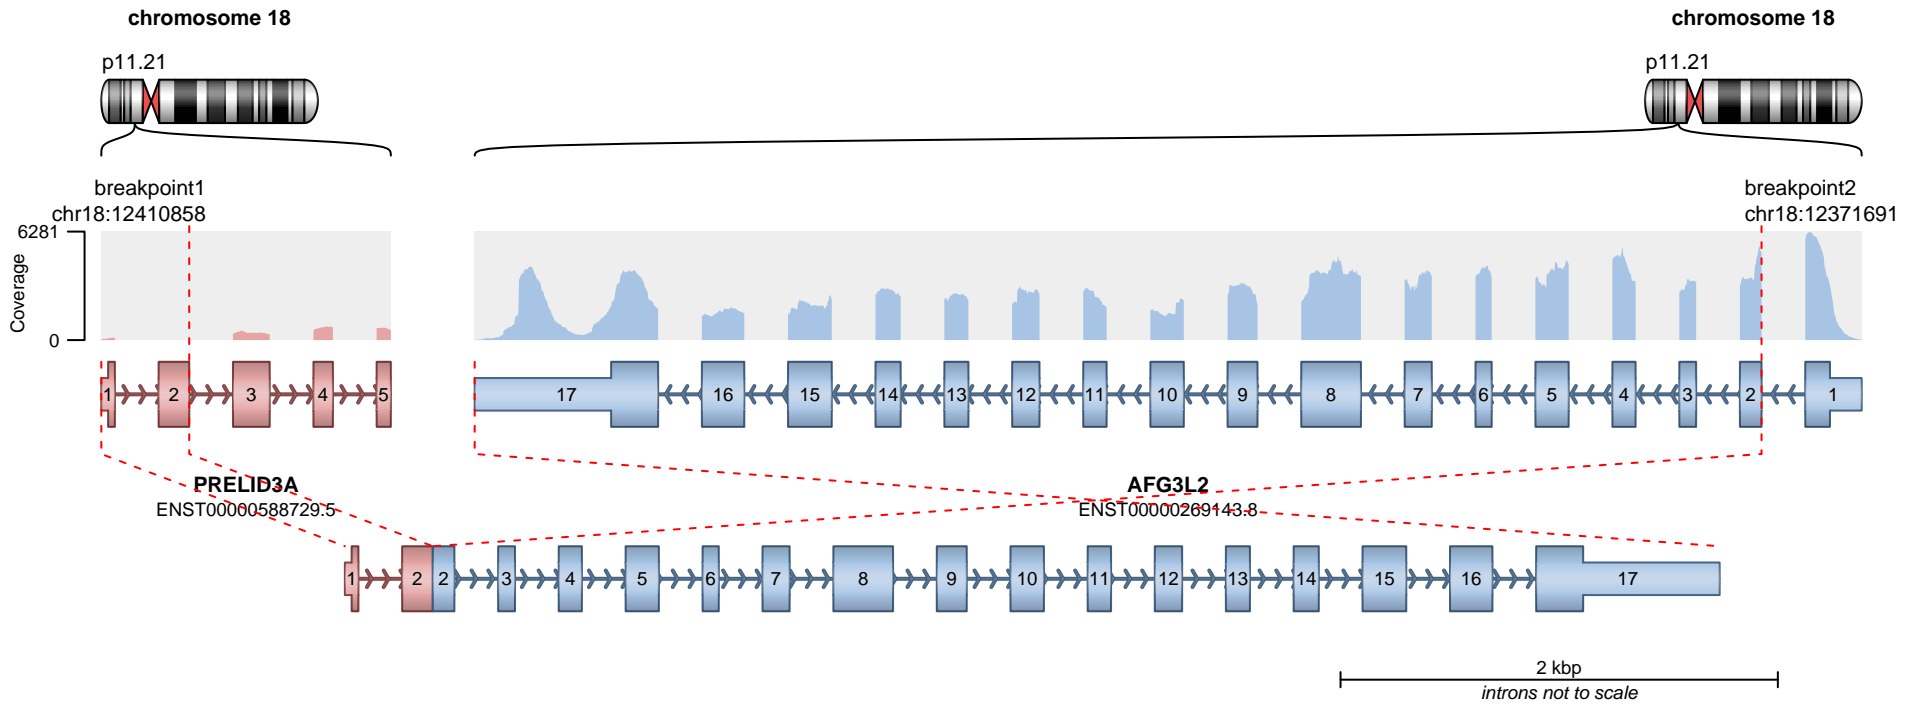 chromosome 18
chromosome 18
p11.21
p11.21
breakpoint1
chr18:12410858
breakpoint2
chr18:12371691
6281
Coverage
0
1 2 3 4 5
17 16 15 14 13 12 11 10 9 8 7 6 5 4 3 2 1
PRELID3A
ENST00000588729.5
AFG3L2
ENST00000269143.8
1 2 2 3 4 5 6 7 8 9 10 11 12 13 14 15 16 17
2 kbp
introns not to scale